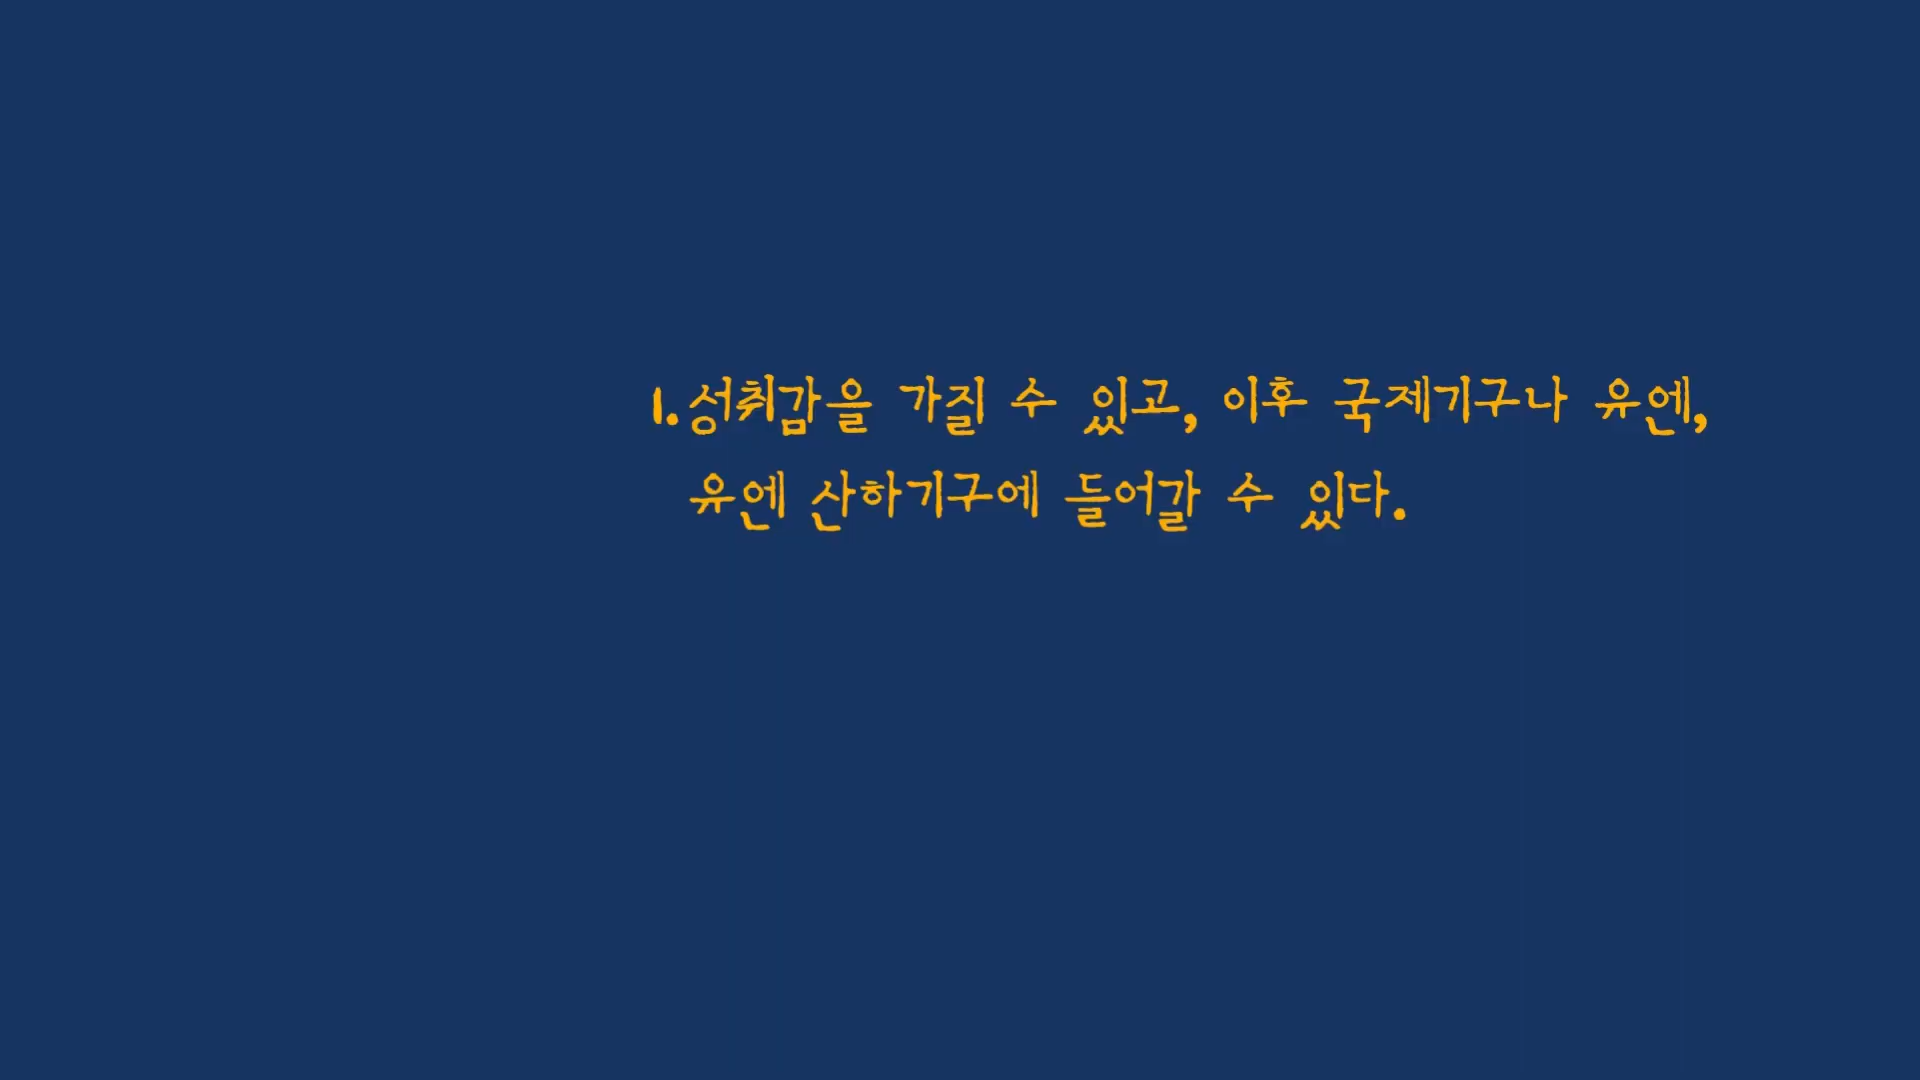 1. 성취감을 가질 수 있고, 이후 국제기구나 유엔,
유엔 산하기구에 들어갈 수 있다.